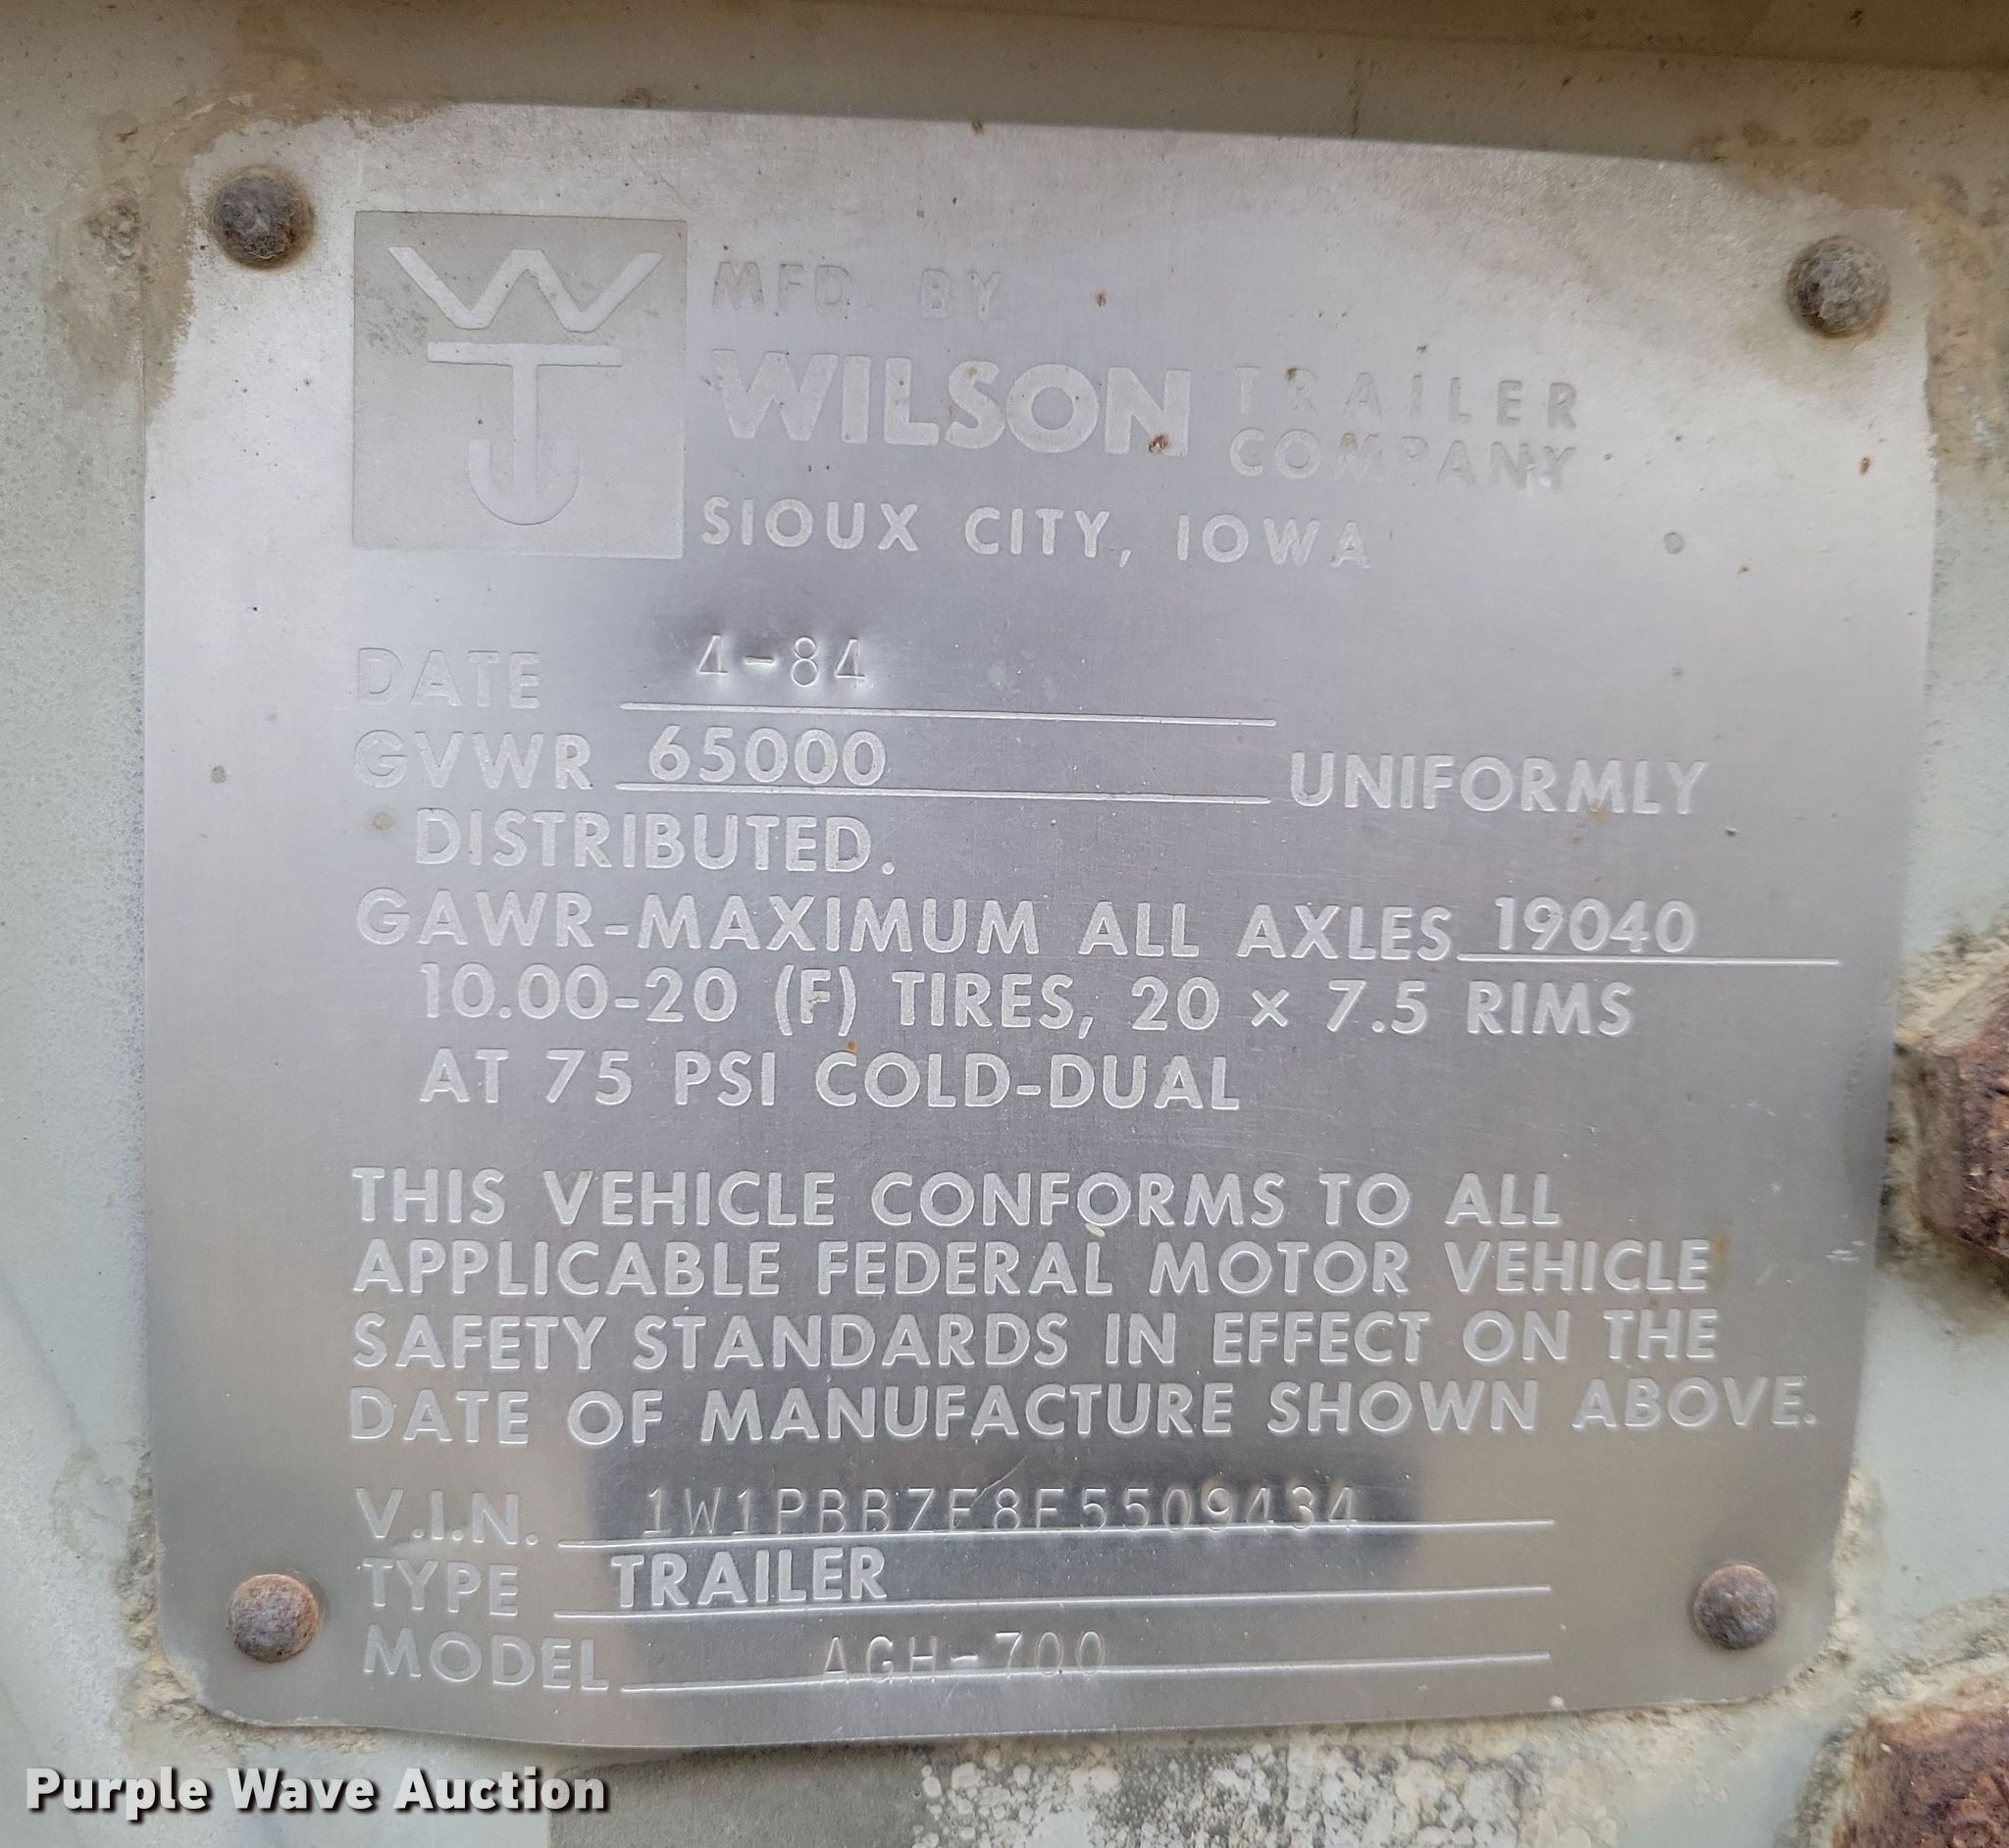 MFD. BY
WILSON TRAILER COMPANY
SIOUX CITY, IOWA
DATE 4-84
GVWR 65000 UNIFORMLY
DISTRIBUTED.
GAWR-MAXIMUM ALL AXLES 19040
10.00-20 (F) TIRES, 20 × 7.5 RIMS
AT 75 PSI COLD-DUAL
THIS VEHICLE CONFORMS TO ALL
APPLICABLE FEDERAL MOTOR VEHICLE
SAFETY STANDARDS IN EFFECT ON THE
DATE OF MANUFACTURE SHOWN ABOVE.
V.I.N. 1W1PBBZE8E5509434
TYPE TRAILER
MODEL AGH-700
Purple Wave Auction